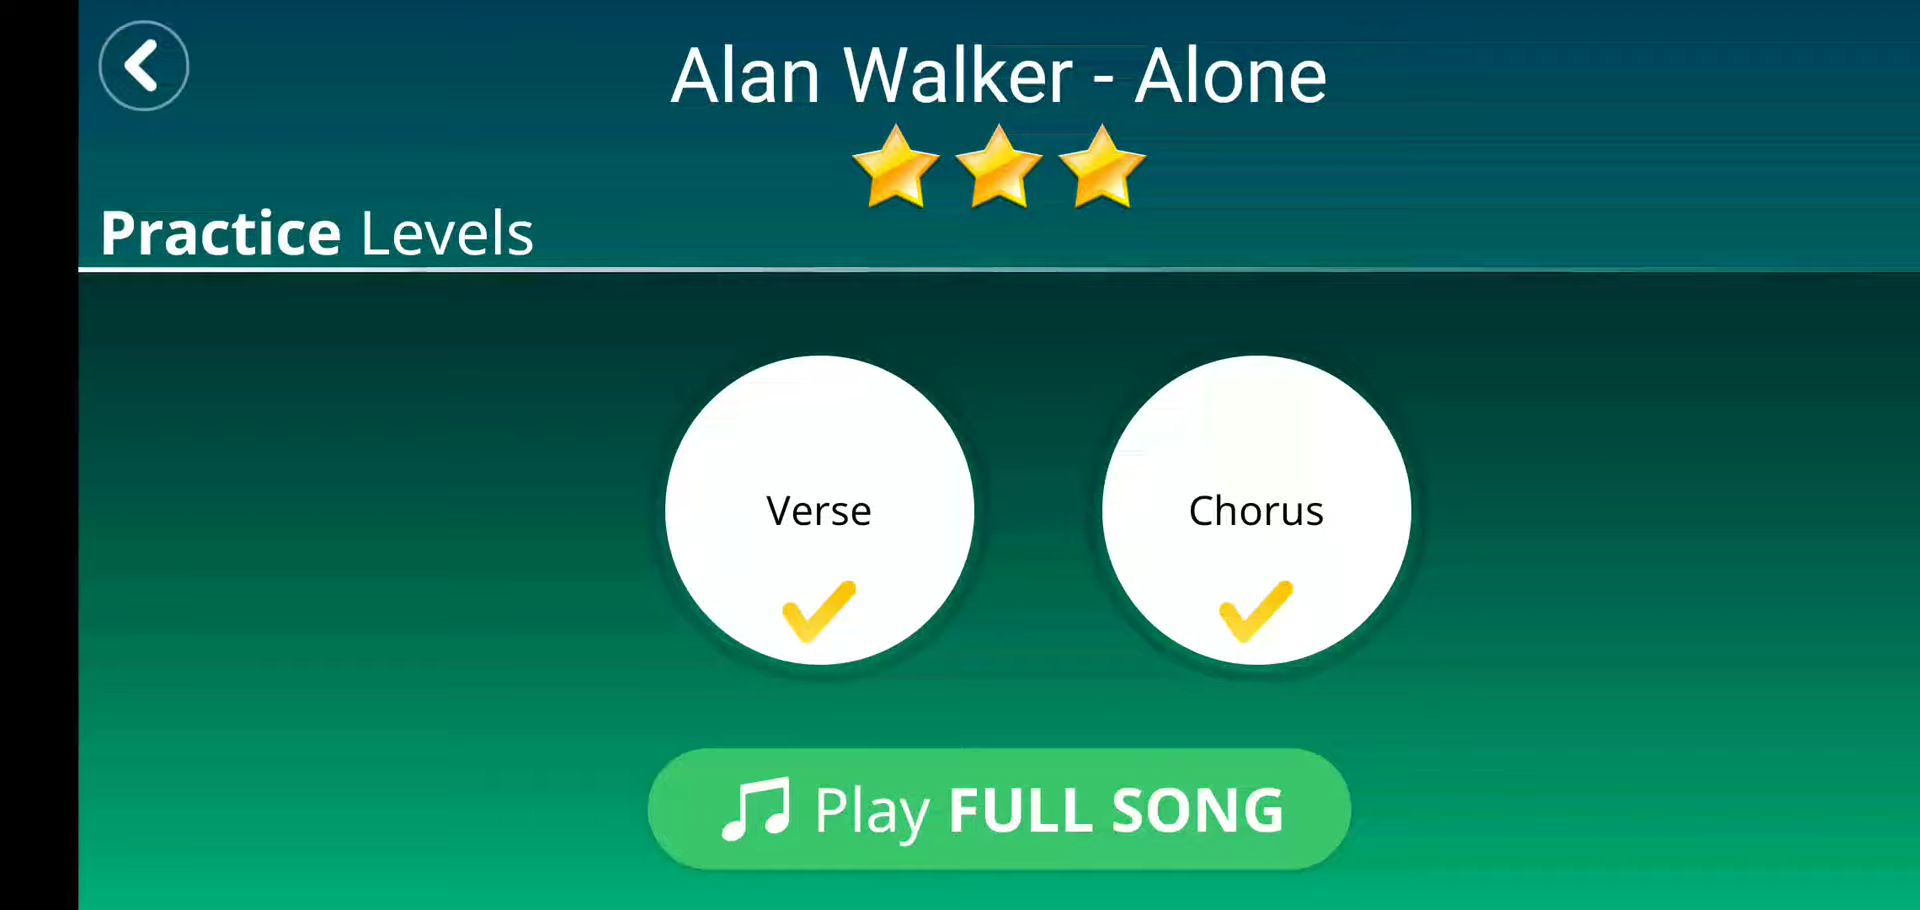 Alan Walker - Alone
Practice Levels
Verse
Chorus
Play FULL SONG